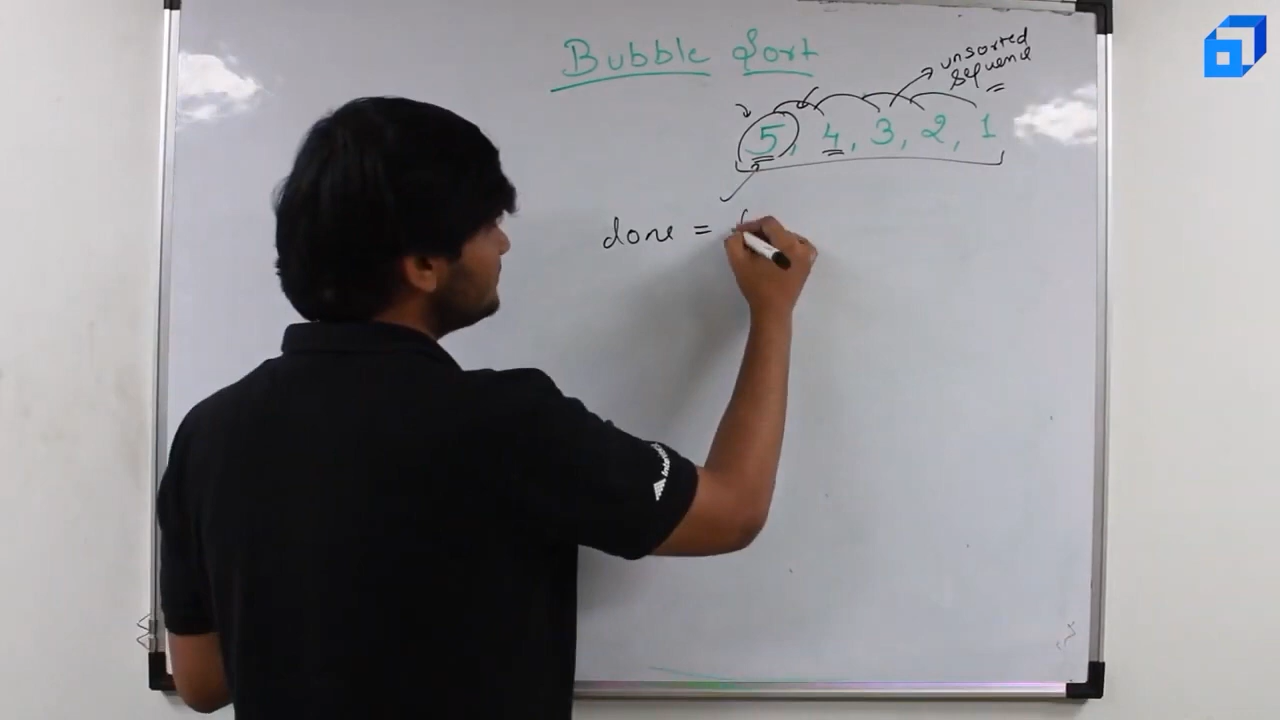 Bubble Sort
unsorted
sequence
5, 4, 3, 2, 1
done =